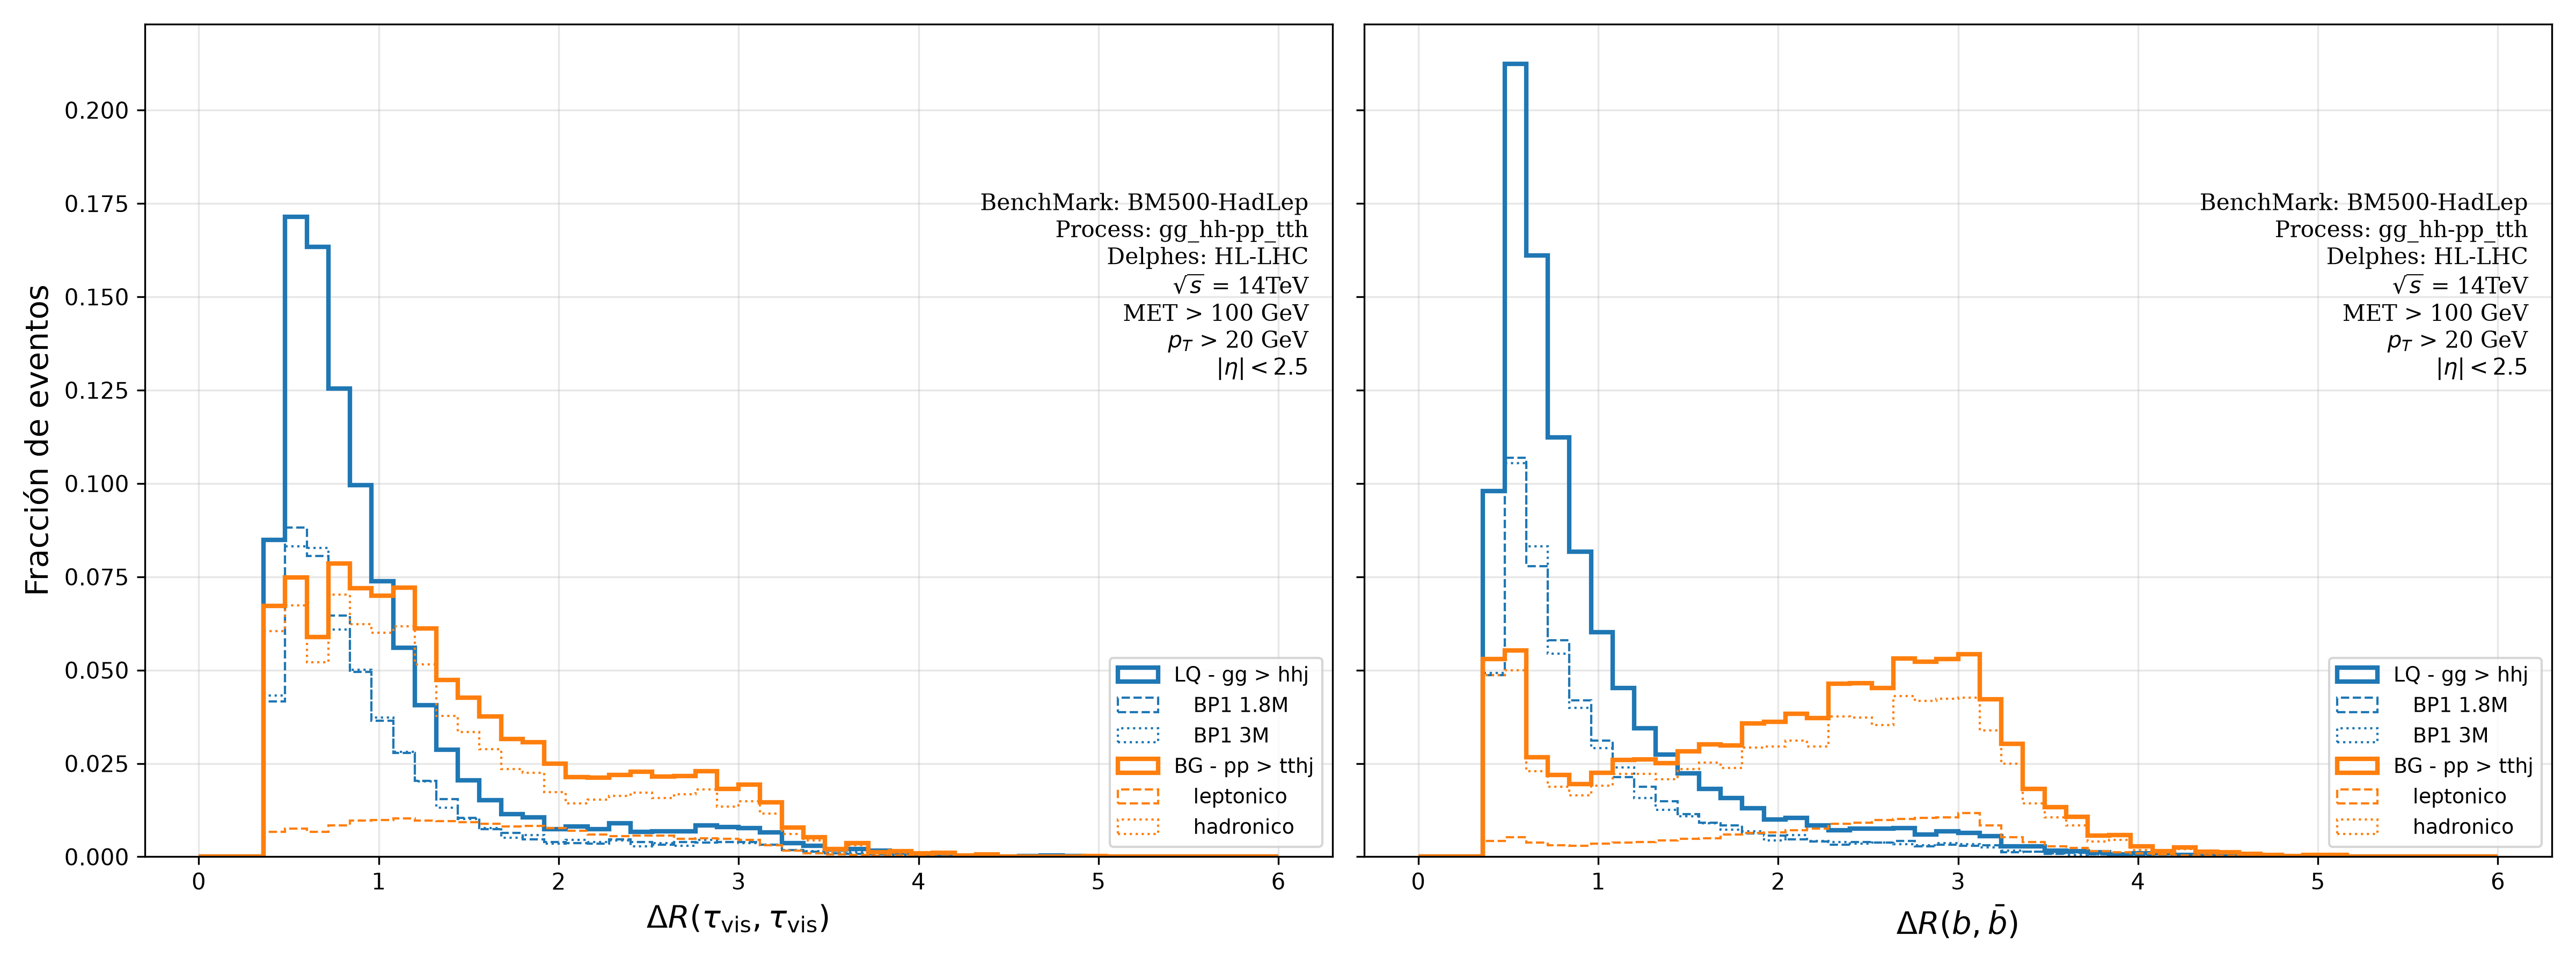 Fracción de eventos
0.200
0.175
0.150
0.125
0.100
0.075
0.050
0.025
0.000
BenchMark: BM500-HadLep
Process: gg_hh-pp_tth
Delphes: HL-LHC
√s = 14TeV
MET > 100 GeV
p_T > 20 GeV
|η| < 2.5
LQ - gg > hhj
BP1 1.8M
BP1 3M
BG - pp > tthj
leptonico
hadronico
0 1 2 3 4 5 6
ΔR(τ_vis, τ_vis)
BenchMark: BM500-HadLep
Process: gg_hh-pp_tth
Delphes: HL-LHC
√s = 14TeV
MET > 100 GeV
p_T > 20 GeV
|η| < 2.5
LQ - gg > hhj
BP1 1.8M
BP1 3M
BG - pp > tthj
leptonico
hadronico
0 1 2 3 4 5 6
ΔR(b, b̄)